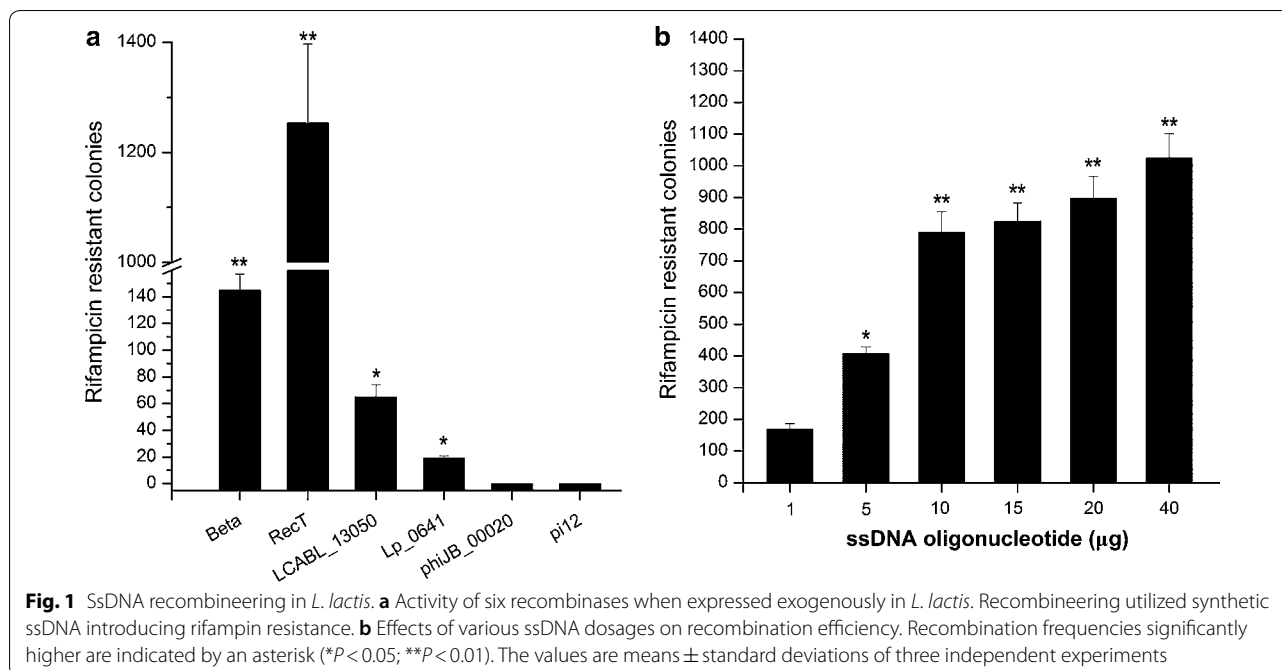 a
Rifampicin resistant colonies
1400
1200
1000
140
120
100
80
60
40
20
0
**
**
*
*
Beta
RecT
LCABL_13050
Lp_0641
phiJB_00020
pi12
b
Rifampicin resistant colonies
1400
1300
1200
1100
1000
900
800
700
600
500
400
300
200
100
0
*
**
**
**
**
1 5 10 15 20 40
ssDNA oligonucleotide (μg)
Fig. 1 SsDNA recombineering in L. lactis. a Activity of six recombinases when expressed exogenously in L. lactis. Recombineering utilized synthetic
ssDNA introducing rifampin resistance. b Effects of various ssDNA dosages on recombination efficiency. Recombination frequencies significantly
higher are indicated by an asterisk (*P < 0.05; **P < 0.01). The values are means ± standard deviations of three independent experiments